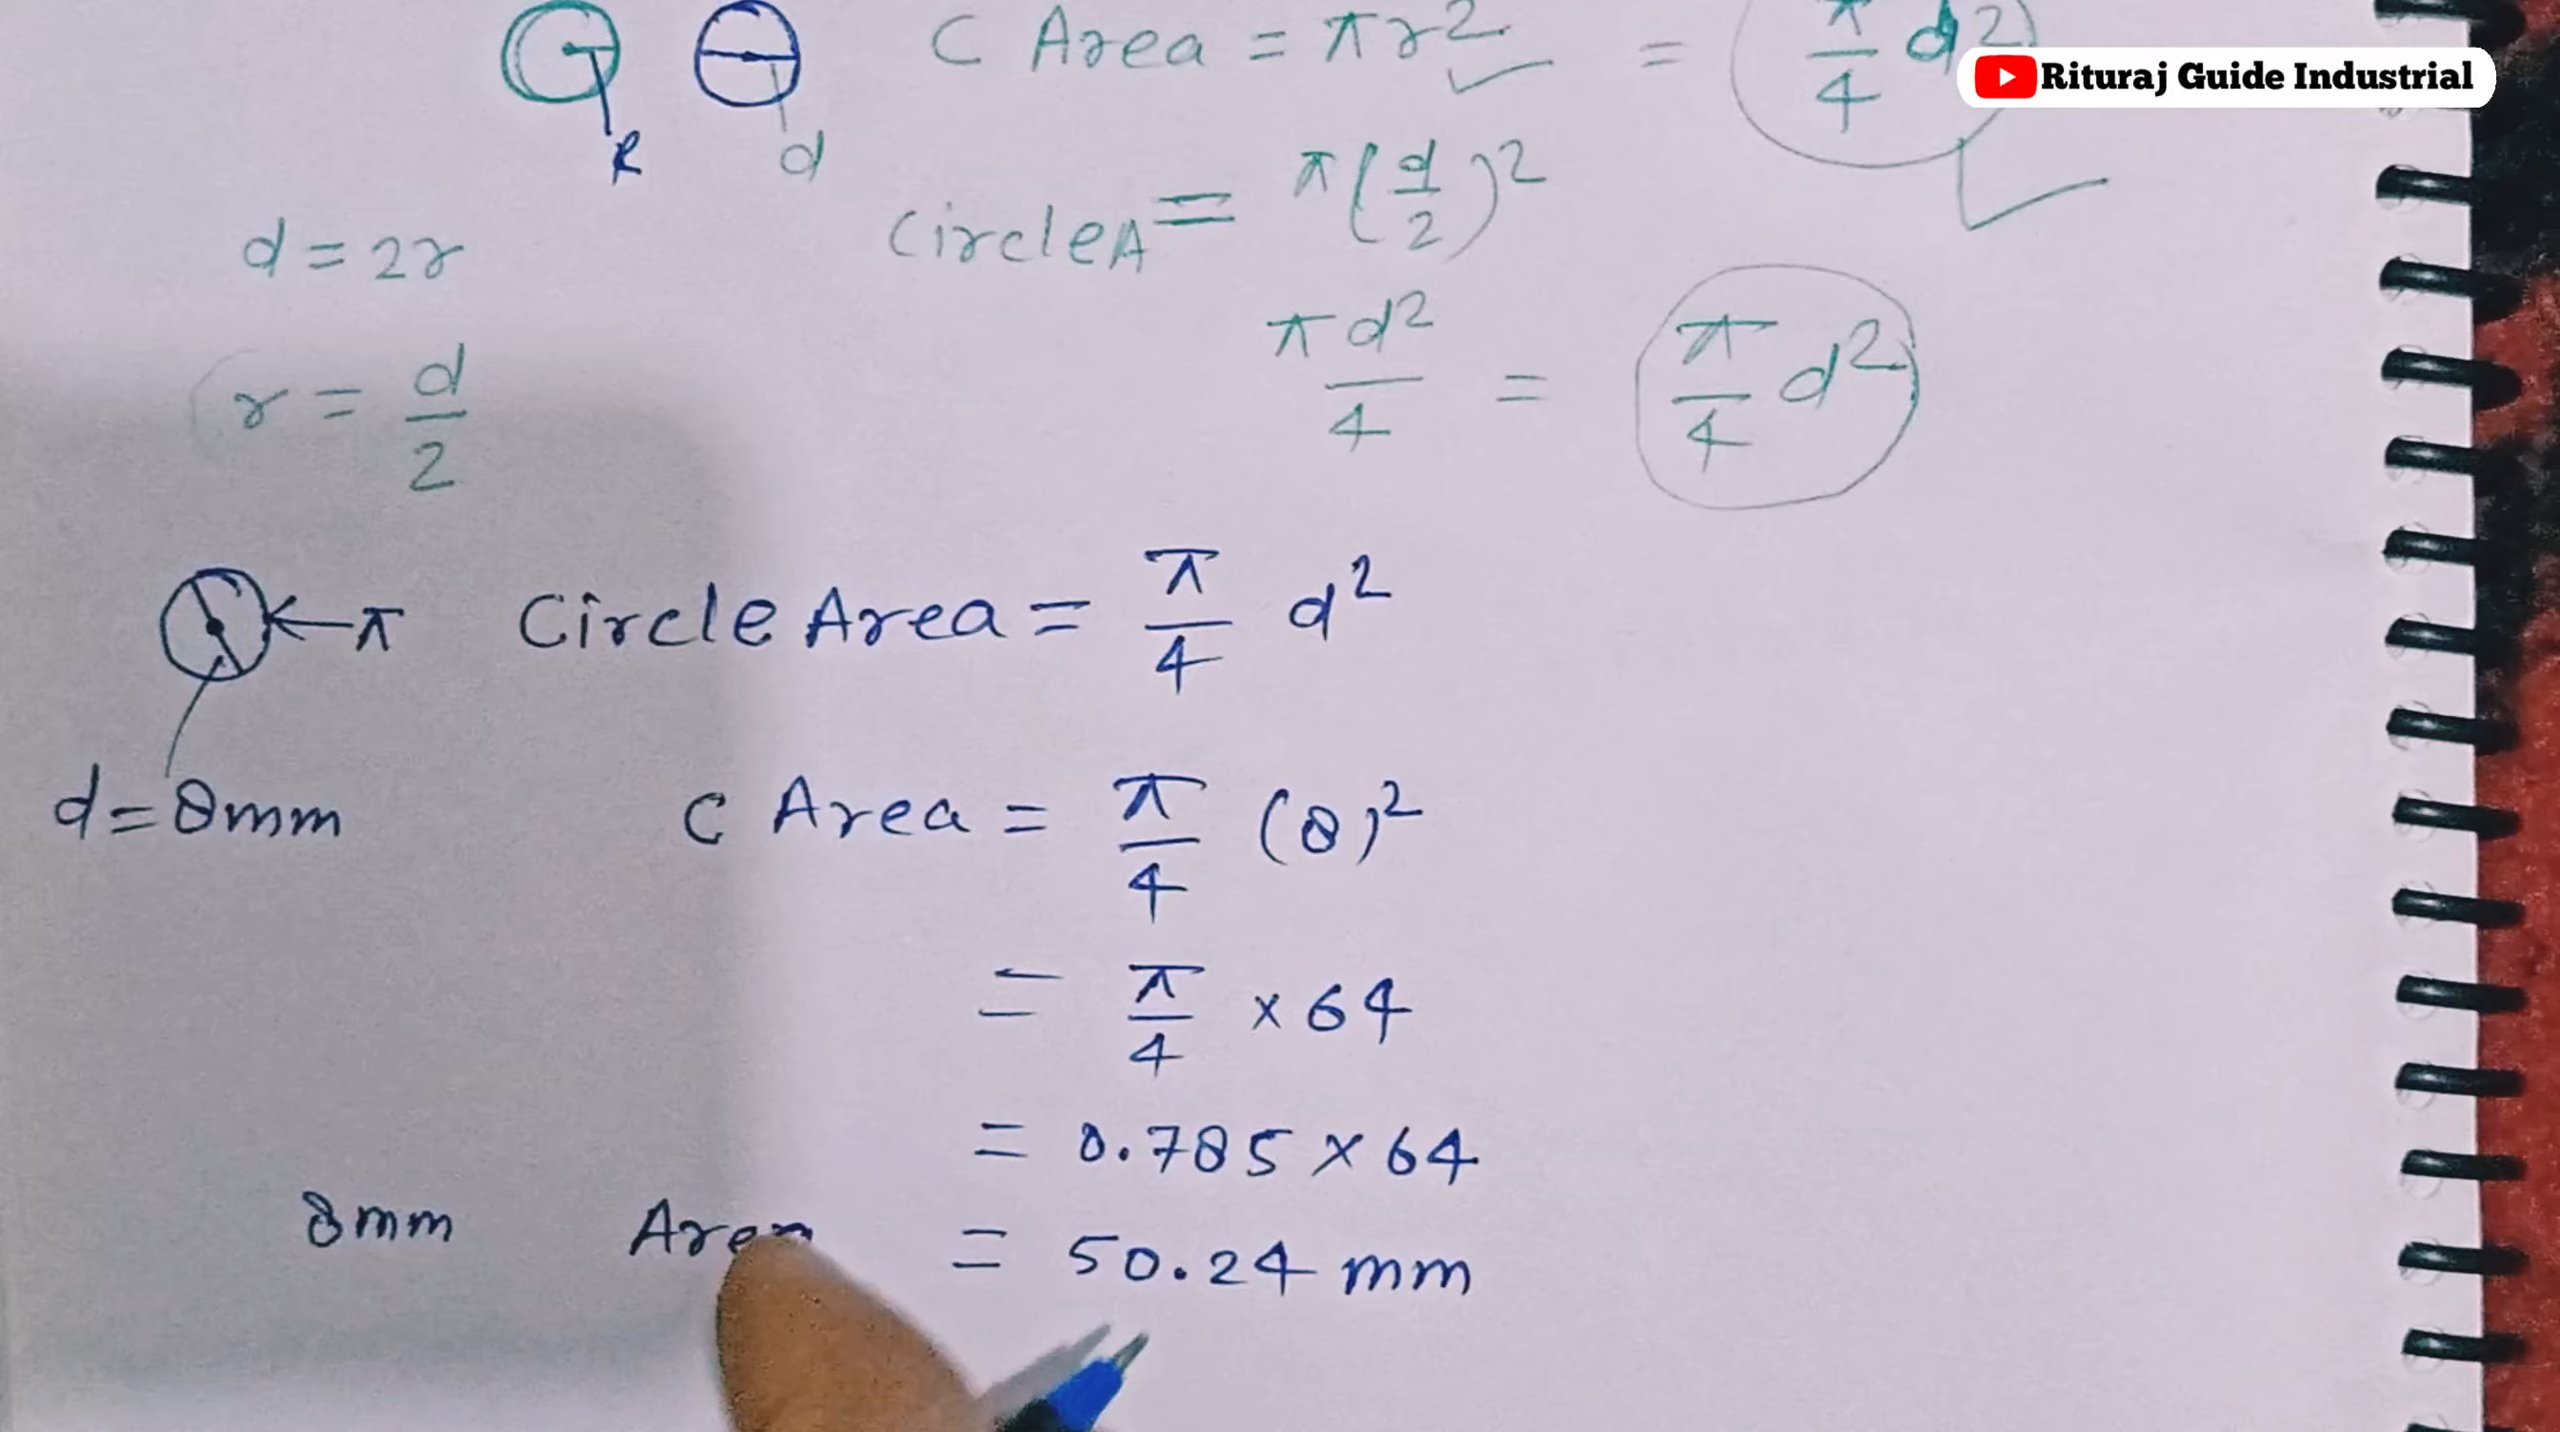 C Area = πr² = π/4 d²
Rituraj Guide Industrial
R d
Circle A = π(d/2)²
d = 2r
πd²/4 = π/4 d²
r = d/2
π Circle Area = π/4 d²
d = 8mm C Area = π/4 (8)²
= π/4 × 64
= 0.785 × 64
8mm Area = 50.24 mm